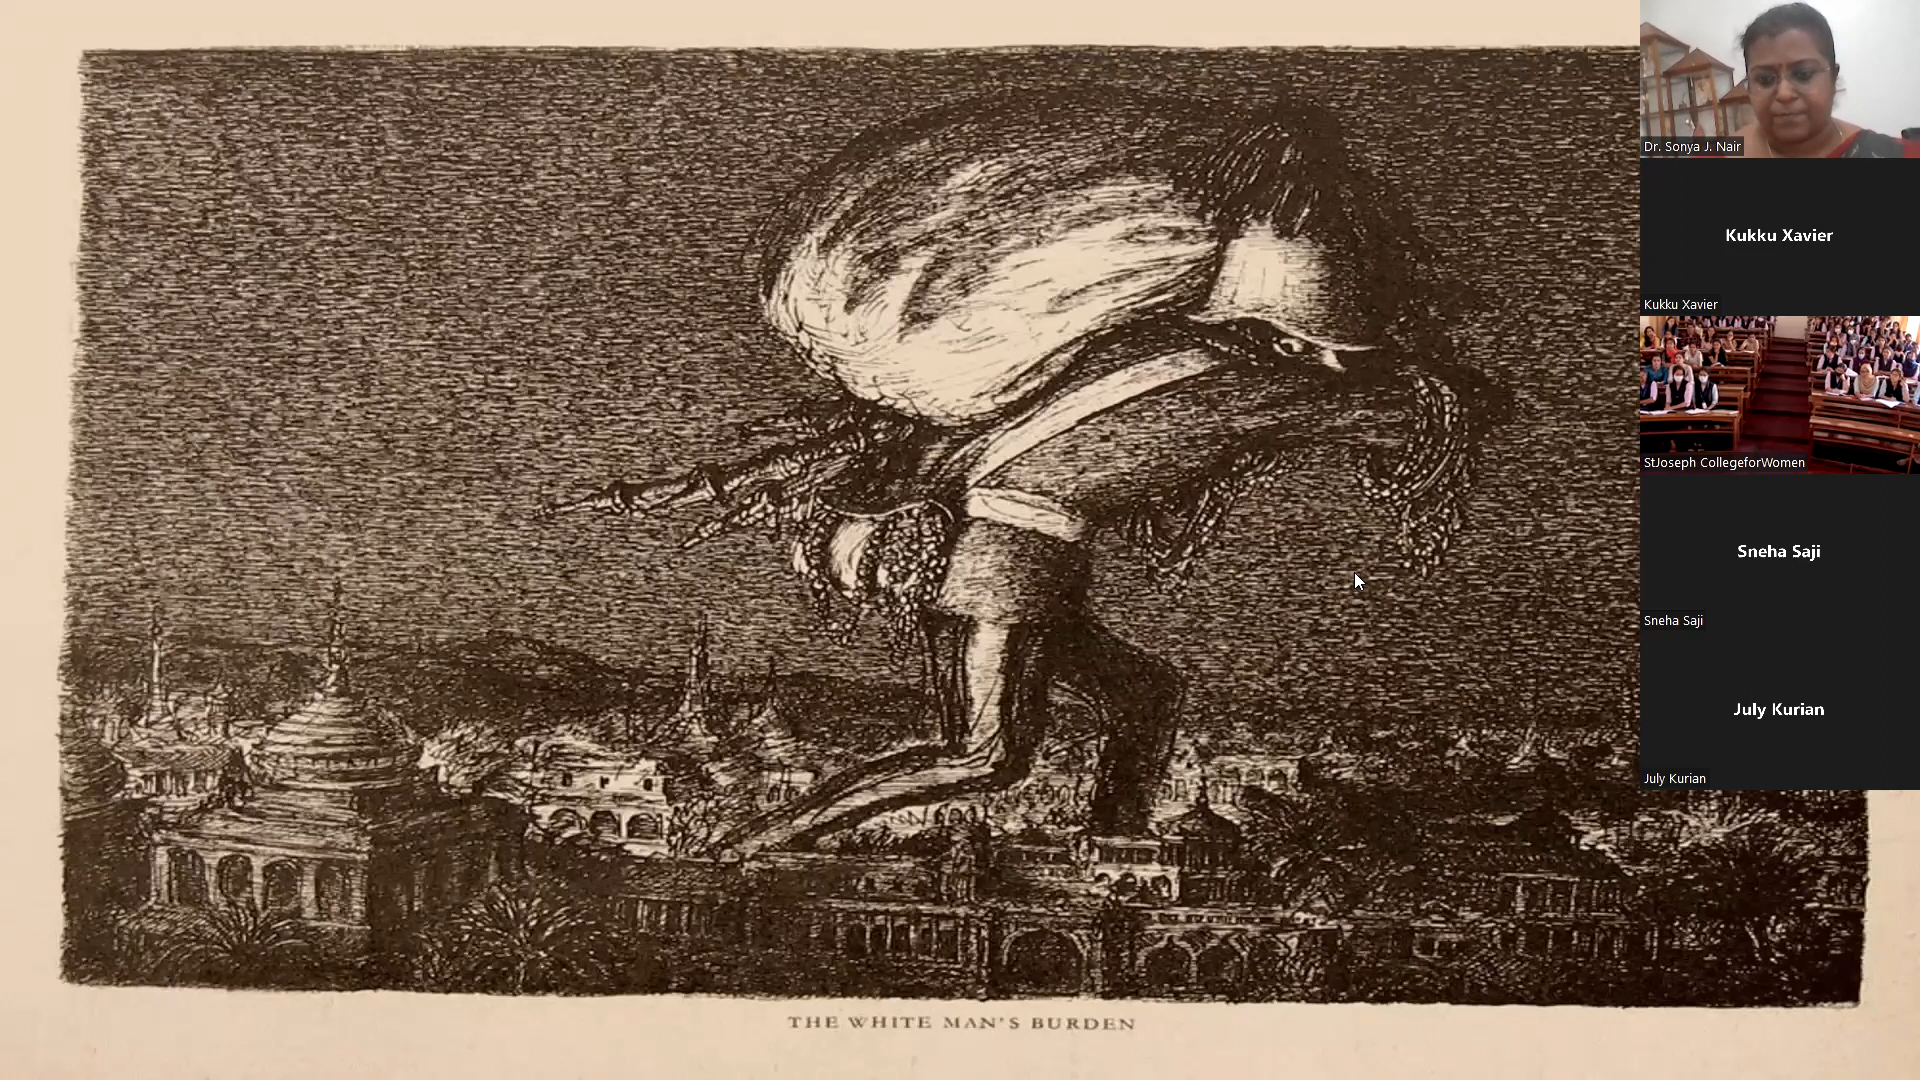 THE WHITE MAN'S BURDEN
Dr. Sonya J. Nair
Kukku Xavier
Kukku Xavier
StJoseph CollegeforWomen
Sneha Saji
Sneha Saji
July Kurian
July Kurian